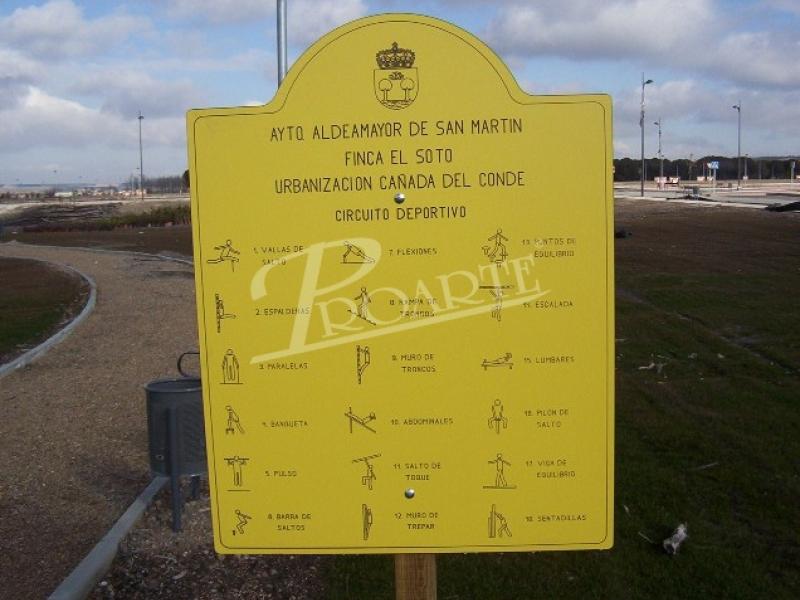 AYTO. ALDEAMAYOR DE SAN MARTIN
FINCA EL SOTO
URBANIZACION CAÑADA DEL CONDE
CIRCUITO DEPORTIVO
1. VALLAS DE
SALTO
2. ESPALDERAS
3. PARALELAS
4. BANQUETA
5. PULSO
6. BARRA DE
SALTOS
7. FLEXIONES
8. RAMPA DE
TRONCOS
9. MURO DE
TRONCOS
10. ABDOMINALES
11. SALTO DE
TOQUE
12. MURO DE
TREPAR
13. PUNTOS DE
EQUILIBRIO
14. ESCALADA
15. LUMBARES
16. PILON DE
SALTO
17. VIGA DE
EQUILIBRIO
18. SENTADILLAS
PROARTE